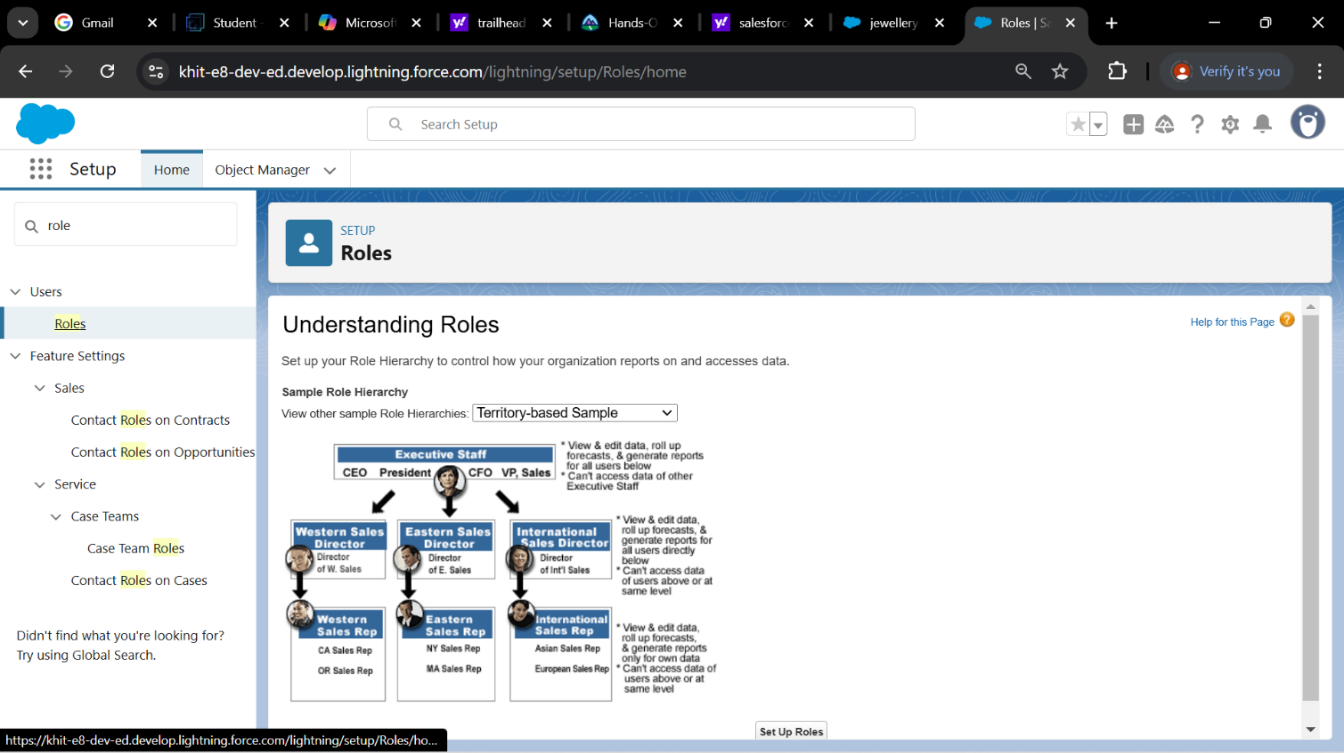 Gmail
Student
Microsoft
trailhead
Hands-O
salesforc
jewellery
Roles | S
khit-e8-dev-ed.develop.lightning.force.com/lightning/setup/Roles/home
Verify it's you
Search Setup
Setup
Home
Object Manager
role
SETUP
Roles
Users
Roles
Feature Settings
Sales
Contact Roles on Contracts
Contact Roles on Opportunities
Service
Case Teams
Case Team Roles
Contact Roles on Cases
Didn't find what you're looking for?
Try using Global Search.
Understanding Roles
Help for this Page ?
Set up your Role Hierarchy to control how your organization reports on and accesses data.
Sample Role Hierarchy
View other sample Role Hierarchies: Territory-based Sample
Executive Staff
CEO President CFO VP, Sales
* View & edit data, roll up
forecasts, & generate reports
for all users below
* Can't access data of other
Executive Staff
Western Sales
Director
Director
of W. Sales
Eastern Sales
Director
Director
of E. Sales
International
Sales Director
Director
of Int'l Sales
* View & edit data,
roll up forecasts, &
generate reports for
all users directly
below
* Can't access data
of users above or at
same level
Western
Sales Rep
CA Sales Rep
OR Sales Rep
Eastern
Sales Rep
NY Sales Rep
MA Sales Rep
International
Sales Rep
Asian Sales Rep
European Sales Rep
* View & edit data,
roll up forecasts,
& generate reports
only for own data
* Can't access data of
users above or at
same level
Set Up Roles
https://khit-e8-dev-ed.develop.lightning.force.com/lightning/setup/Roles/ho...